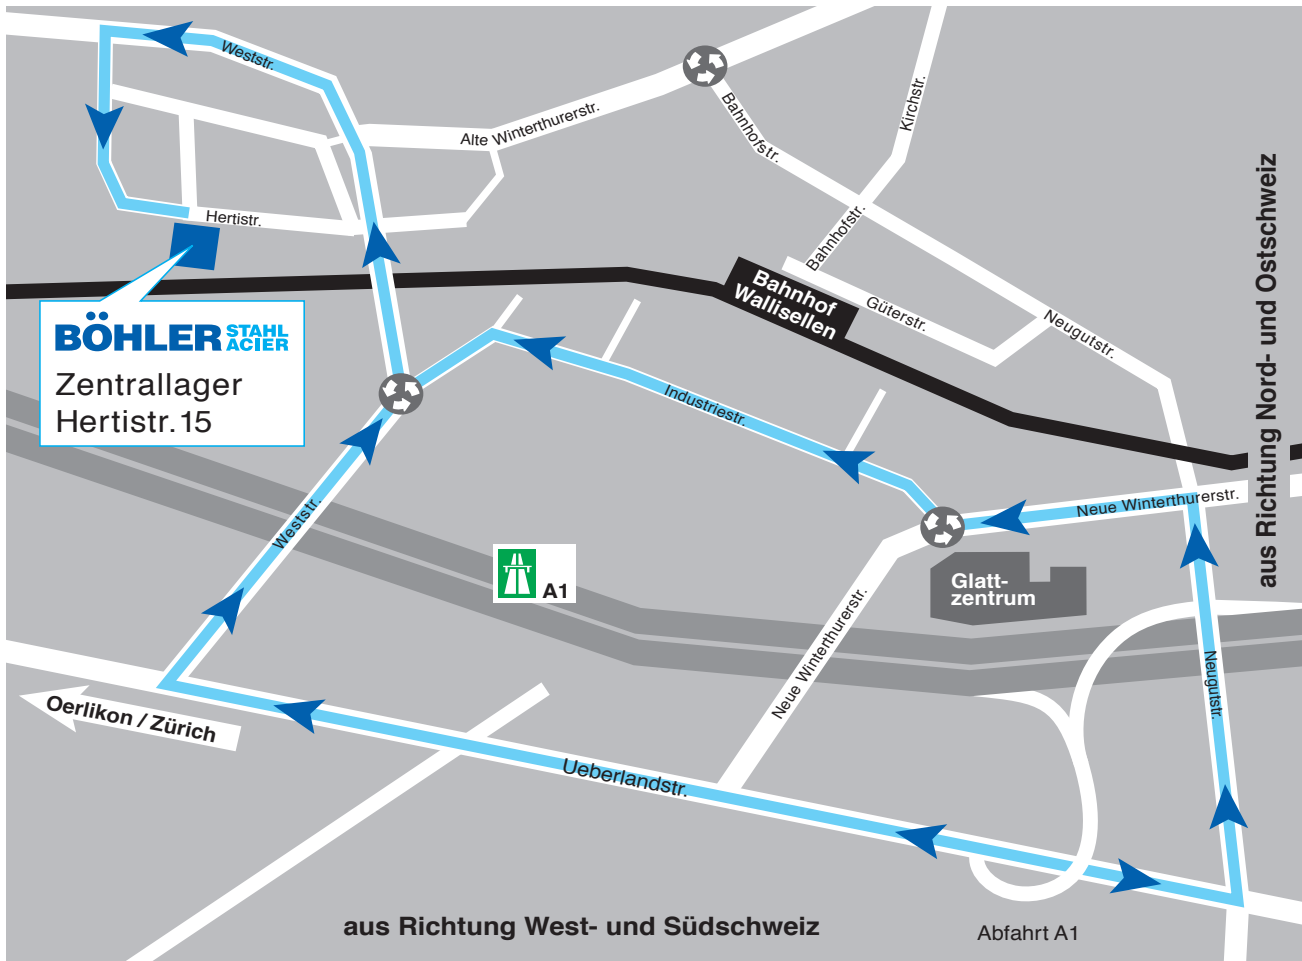 Weststr.
Alte Winterthurerstr.
Bahnhofstr.
Kirchstr.
Hertistr.
Bahnhofstr.
aus Richtung Nord- und Ostschweiz
Bahnhof
Wallisellen
Güterstr.
Neugutstr.
BÖHLER STAHL
ACIER
Zentrallager
Hertistr.15
Industriestr.
Weststr.
Neue Winterthurerstr.
A1
Glatt-
zentrum
Neue Winterthurerstr.
Neugutstr.
Oerlikon / Zürich
Ueberlandstr.
aus Richtung West- und Südschweiz
Abfahrt A1